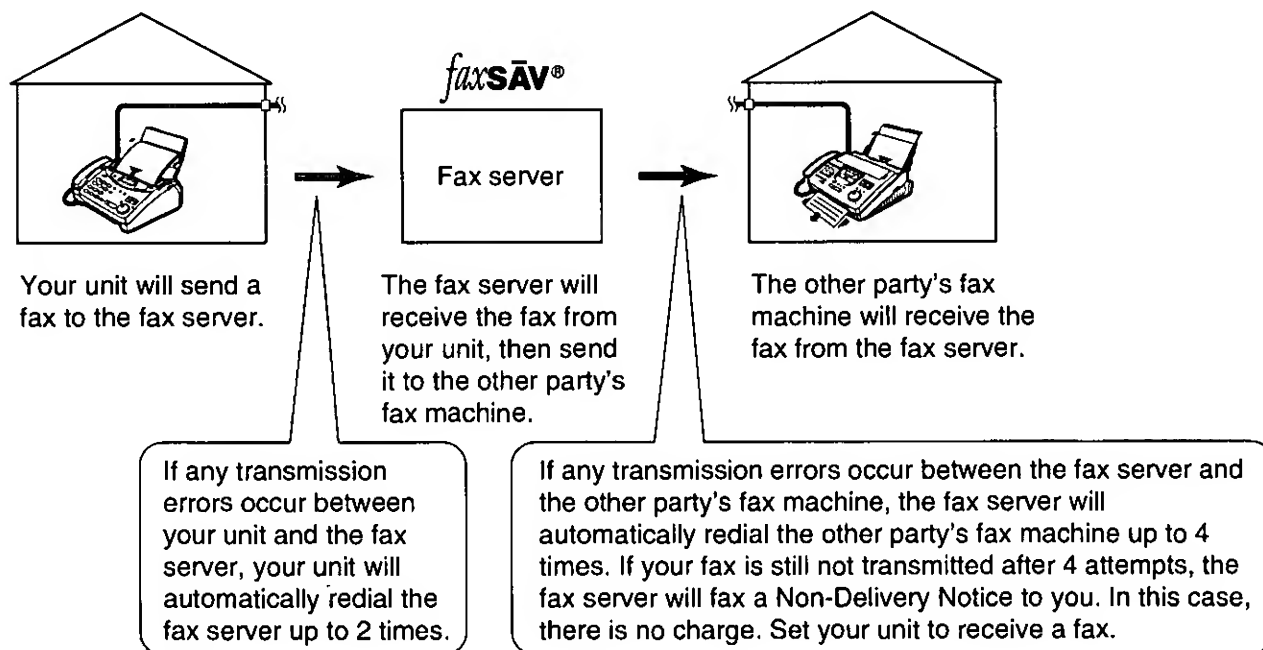 faxSĀV®
Fax server
Your unit will send a
fax to the fax server.
The fax server will
receive the fax from
your unit, then send
it to the other party's
fax machine.
The other party's fax
machine will receive the
fax from the fax server.
If any transmission
errors occur between
your unit and the fax
server, your unit will
automatically redial the
fax server up to 2 times.
If any transmission errors occur between the fax server and
the other party's fax machine, the fax server will
automatically redial the other party's fax machine up to 4
times. If your fax is still not transmitted after 4 attempts, the
fax server will fax a Non-Delivery Notice to you. In this case,
there is no charge. Set your unit to receive a fax.